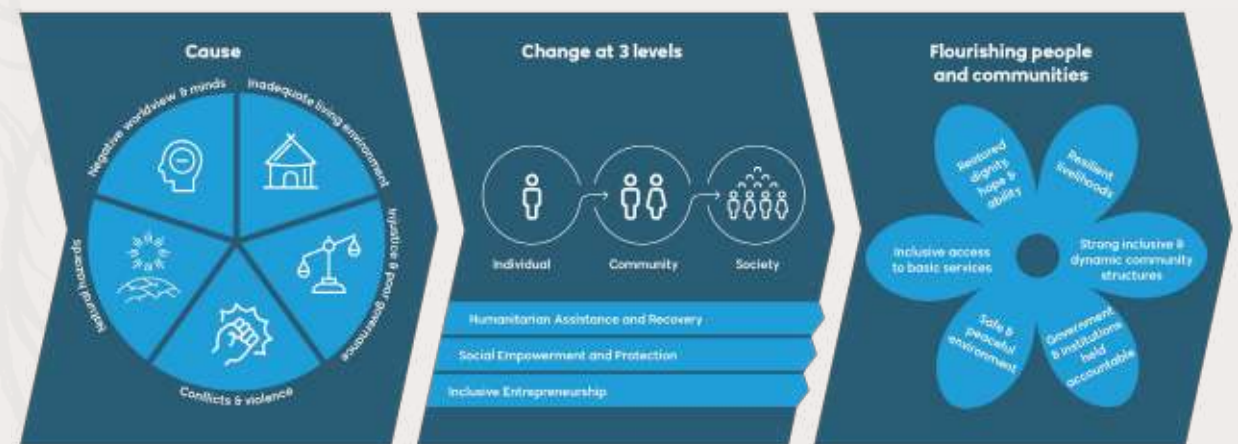 Cause
Negative worldview & minds
Inadequate living environment
Injustice & poor governance
Conflicts & violence
Natural hazards
Change at 3 levels
Individual
Community
Society
Humanitarian Assistance and Recovery
Social Empowerment and Protection
Inclusive Entrepreneurship
Flourishing people
and communities
Restored
dignity,
hope &
ability
Resilient
livelihoods
Inclusive access
to basic services
Strong inclusive &
dynamic community
structures
Safe &
peaceful
environment
Government
& institutions
held
accountable